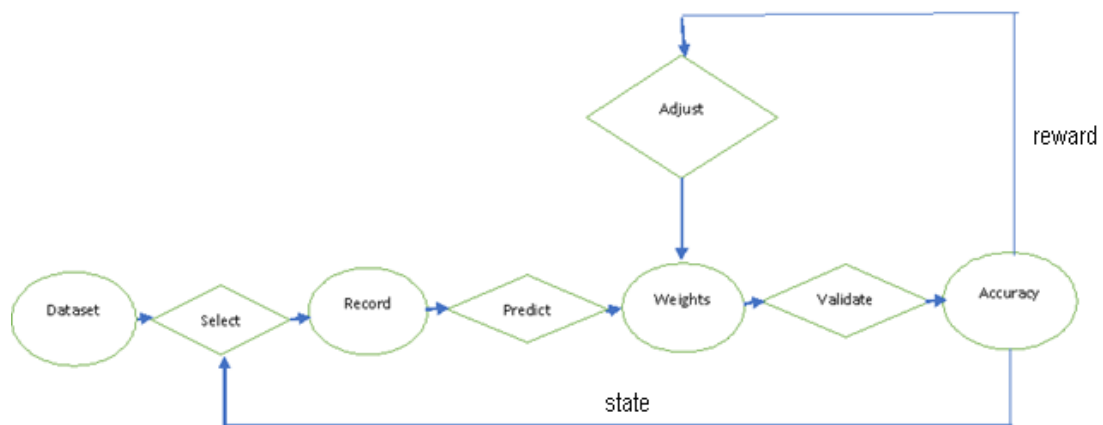 Adjust
reward
Dataset
Select
Record
Predict
Weights
Validate
Accuracy
state